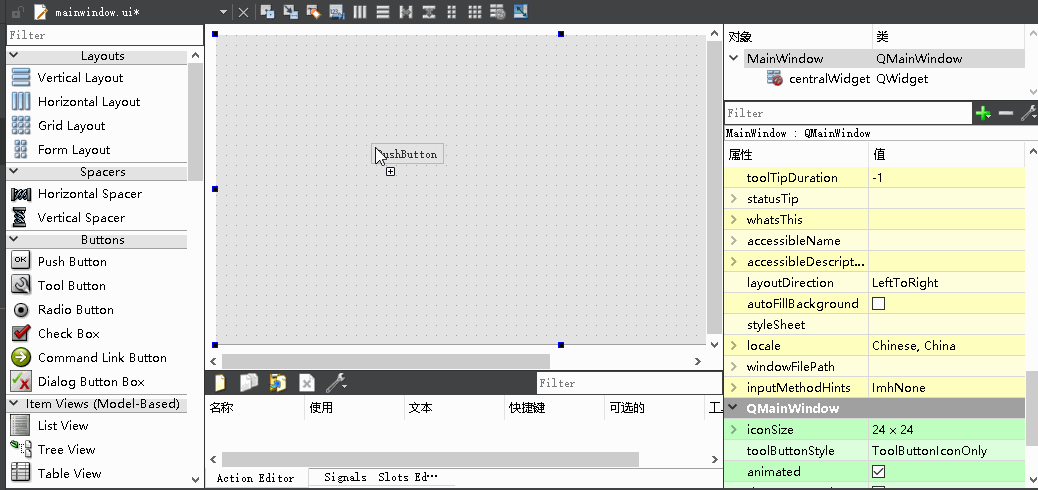 mainwindow.ui*
Filter
Layouts
Vertical Layout
Horizontal Layout
Grid Layout
Form Layout
Spacers
Horizontal Spacer
Vertical Spacer
Buttons
OK Push Button
Tool Button
Radio Button
Check Box
Command Link Button
Dialog Button Box
Item Views (Model-Based)
List View
Tree View
Table View
ushButton
Filter
名称 使用 文本 快捷键 可选的
Action Editor Signals Slots Ed…
对象 类
MainWindow QMainWindow
centralWidget QWidget
Filter
MainWindow : QMainWindow
属性 值
toolTipDuration -1
statusTip
whatsThis
accessibleName
accessibleDescript...
layoutDirection LeftToRight
autoFillBackground
styleSheet
locale Chinese, China
windowFilePath
inputMethodHints ImhNone
QMainWindow
iconSize 24 × 24
toolButtonStyle ToolButtonIconOnly
animated